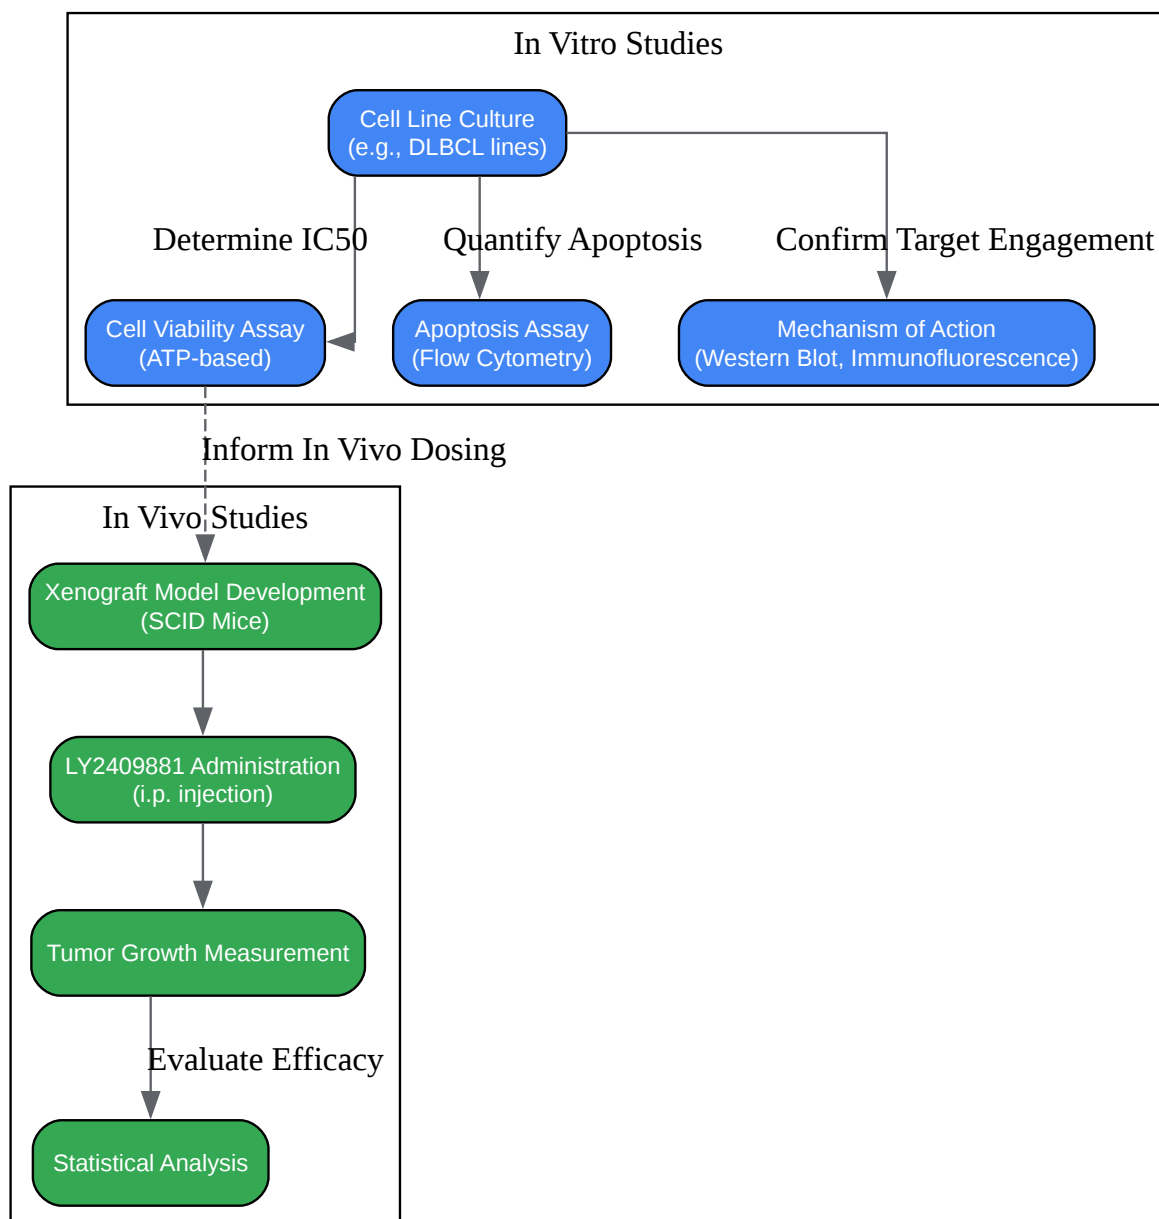 In Vitro Studies
Cell Line Culture
(e.g., DLBCL lines)
Determine IC50
Quantify Apoptosis
Confirm Target Engagement
Cell Viability Assay
(ATP-based)
Apoptosis Assay
(Flow Cytometry)
Mechanism of Action
(Western Blot, Immunofluorescence)
Inform In Vivo Dosing
In Vivo Studies
Xenograft Model Development
(SCID Mice)
LY2409881 Administration
(i.p. injection)
Tumor Growth Measurement
Evaluate Efficacy
Statistical Analysis